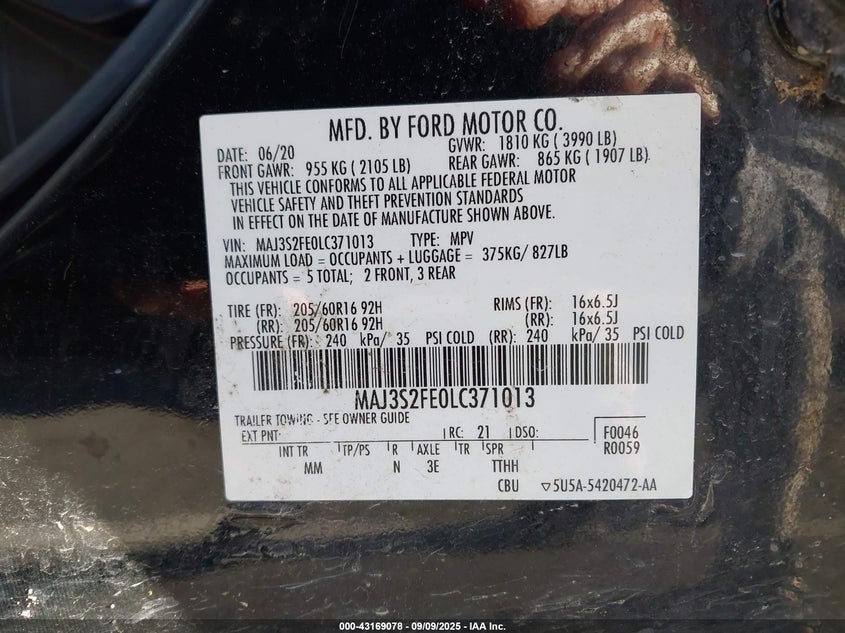 MFD. BY FORD MOTOR CO.
DATE: 06/20 GVWR: 1810 KG ( 3990 LB)
FRONT GAWR: 955 KG ( 2105 LB) REAR GAWR: 865 KG ( 1907 LB).
THIS VEHICLE CONFORMS TO ALL APPLICABLE FEDERAL MOTOR
VEHICLE SAFETY AND THEFT PREVENTION STANDARDS
IN EFFECT ON THE DATE OF MANUFACTURE SHOWN ABOVE.
VIN: MAJ3S2FE0LC371013 TYPE: MPV
MAXIMUM LOAD = OCCUPANTS + LUGGAGE = 375KG/ 827LB
OCCUPANTS = 5 TOTAL; 2 FRONT, 3 REAR
TIRE (FR): 205/60R16 92H RIMS (FR): 16x6.5J
(RR): 205/60R16 92H (RR): 16x6.5J
PRESSURE (FR): 240 kPa/ 35 PSI COLD (RR): 240 kPa/ 35 PSI COLD
MAJ3S2FE0LC371013
TRAILER TOWING - SEE OWNER GUIDE
EXT PNT: RC: 21 DSO: F0046
R0059
INT TR TP/PS R AXLE TR SPR
MM N 3E TTHH
CBU ▽5U5A-5420472-AA
000-43169078 - 09/09/2025 - IAA Inc.